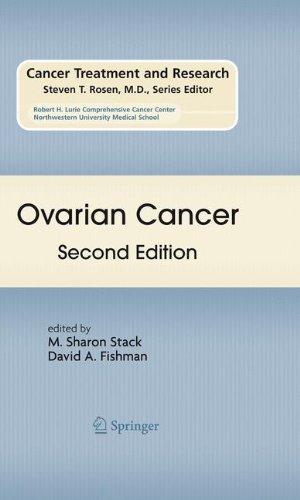 Cancer Treatment and Research
Steven T. Rosen, M.D., Series Editor
Robert H. Lurie Comprehensive Cancer Center
Northwestern University Medical School
Ovarian Cancer
Second Edition
edited by
M. Sharon Stack
David A. Fishman
Springer